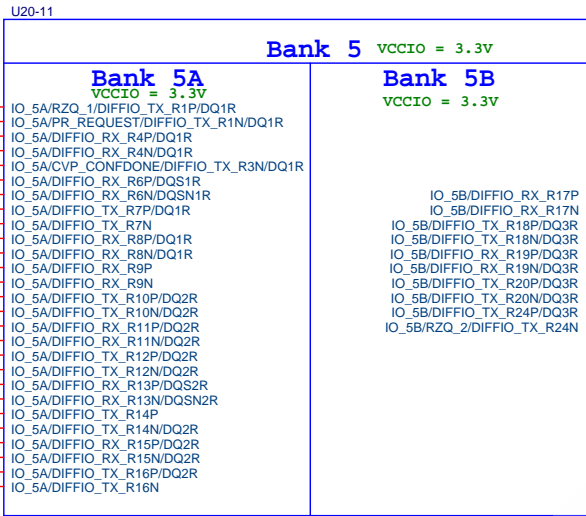 U20-11
Bank 5 VCCIO = 3.3V
Bank 5A
VCCIO = 3.3V
IO_5A/RZQ_1/DIFFIO_TX_R1P/DQ1R
IO_5A/PR_REQUEST/DIFFIO_TX_R1N/DQ1R
IO_5A/DIFFIO_RX_R4P/DQ1R
IO_5A/DIFFIO_RX_R4N/DQ1R
IO_5A/CVP_CONFDONE/DIFFIO_TX_R3N/DQ1R
IO_5A/DIFFIO_RX_R6P/DQS1R
IO_5A/DIFFIO_RX_R6N/DQSN1R
IO_5A/DIFFIO_TX_R7P/DQ1R
IO_5A/DIFFIO_TX_R7N
IO_5A/DIFFIO_RX_R8P/DQ1R
IO_5A/DIFFIO_RX_R8N/DQ1R
IO_5A/DIFFIO_RX_R9P
IO_5A/DIFFIO_RX_R9N
IO_5A/DIFFIO_TX_R10P/DQ2R
IO_5A/DIFFIO_TX_R10N/DQ2R
IO_5A/DIFFIO_RX_R11P/DQ2R
IO_5A/DIFFIO_RX_R11N/DQ2R
IO_5A/DIFFIO_TX_R12P/DQ2R
IO_5A/DIFFIO_TX_R12N/DQ2R
IO_5A/DIFFIO_RX_R13P/DQS2R
IO_5A/DIFFIO_RX_R13N/DQSN2R
IO_5A/DIFFIO_TX_R14P
IO_5A/DIFFIO_TX_R14N/DQ2R
IO_5A/DIFFIO_RX_R15P/DQ2R
IO_5A/DIFFIO_RX_R15N/DQ2R
IO_5A/DIFFIO_TX_R16P/DQ2R
IO_5A/DIFFIO_TX_R16N
Bank 5B
VCCIO = 3.3V
IO_5B/DIFFIO_RX_R17P
IO_5B/DIFFIO_RX_R17N
IO_5B/DIFFIO_TX_R18P/DQ3R
IO_5B/DIFFIO_TX_R18N/DQ3R
IO_5B/DIFFIO_RX_R19P/DQ3R
IO_5B/DIFFIO_RX_R19N/DQ3R
IO_5B/DIFFIO_TX_R20P/DQ3R
IO_5B/DIFFIO_TX_R20N/DQ3R
IO_5B/DIFFIO_TX_R24P/DQ3R
IO_5B/RZQ_2/DIFFIO_TX_R24N